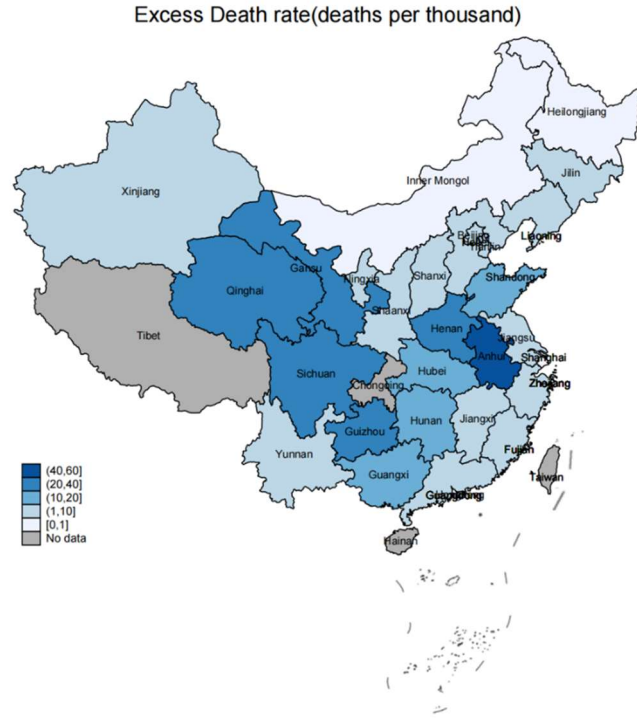 Excess Death rate(deaths per thousand)
Heilongjiang
Jilin
Inner Mongol
Xinjiang
Beijing
Liaoning
Tianjin
Gansu
Ningxia
Shanxi
Shandong
Qinghai
Shaanxi
Henan
Jiangsu
Tibet
Anhui
Shanghai
Sichuan
Hubei
Chongqing
Zhejiang
Hunan
Jiangxi
Guizhou
Yunnan
Fujian
Guangxi
Taiwan
Guangdong
Hainan
(40,60]
(20,40]
(10,20]
(1,10]
[0,1]
No data